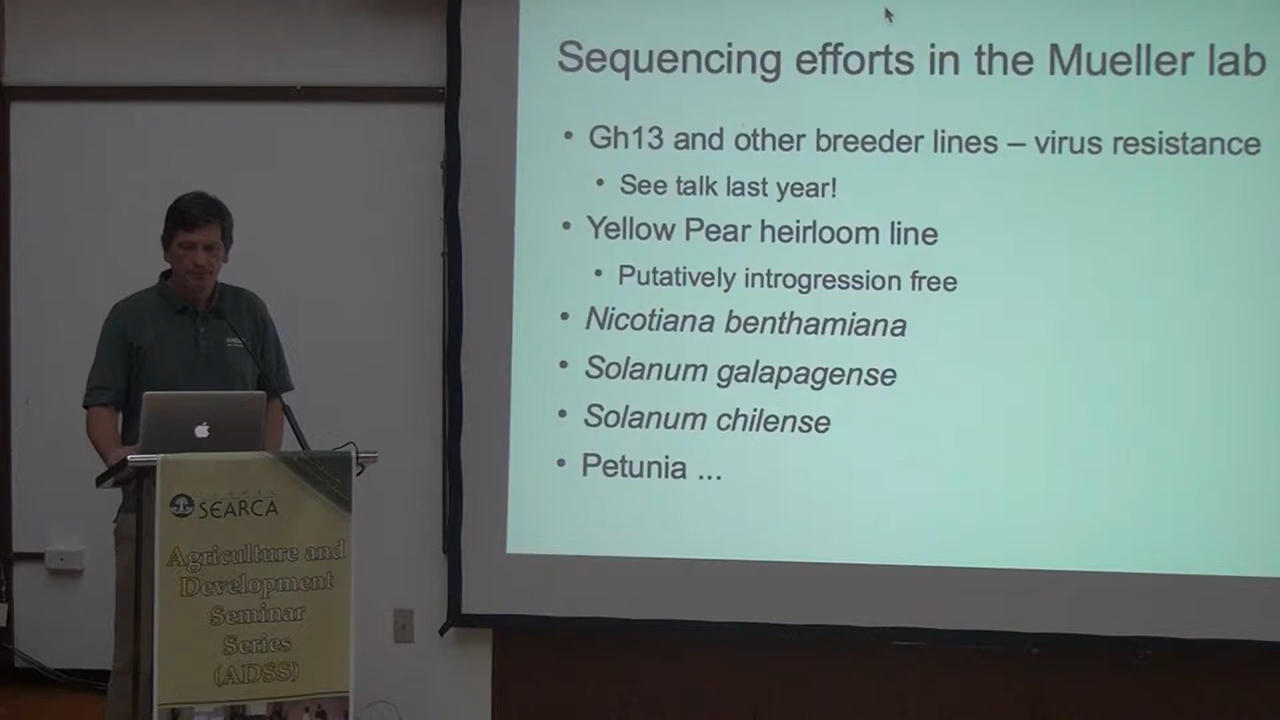 Sequencing efforts in the Mueller lab
• Gh13 and other breeder lines – virus resistance
• See talk last year!
• Yellow Pear heirloom line
• Putatively introgression free
• Nicotiana benthamiana
• Solanum galapagense
• Solanum chilense
• Petunia ...
SEARCA
Agriculture and
Development
Seminar
Series
(ADSS)